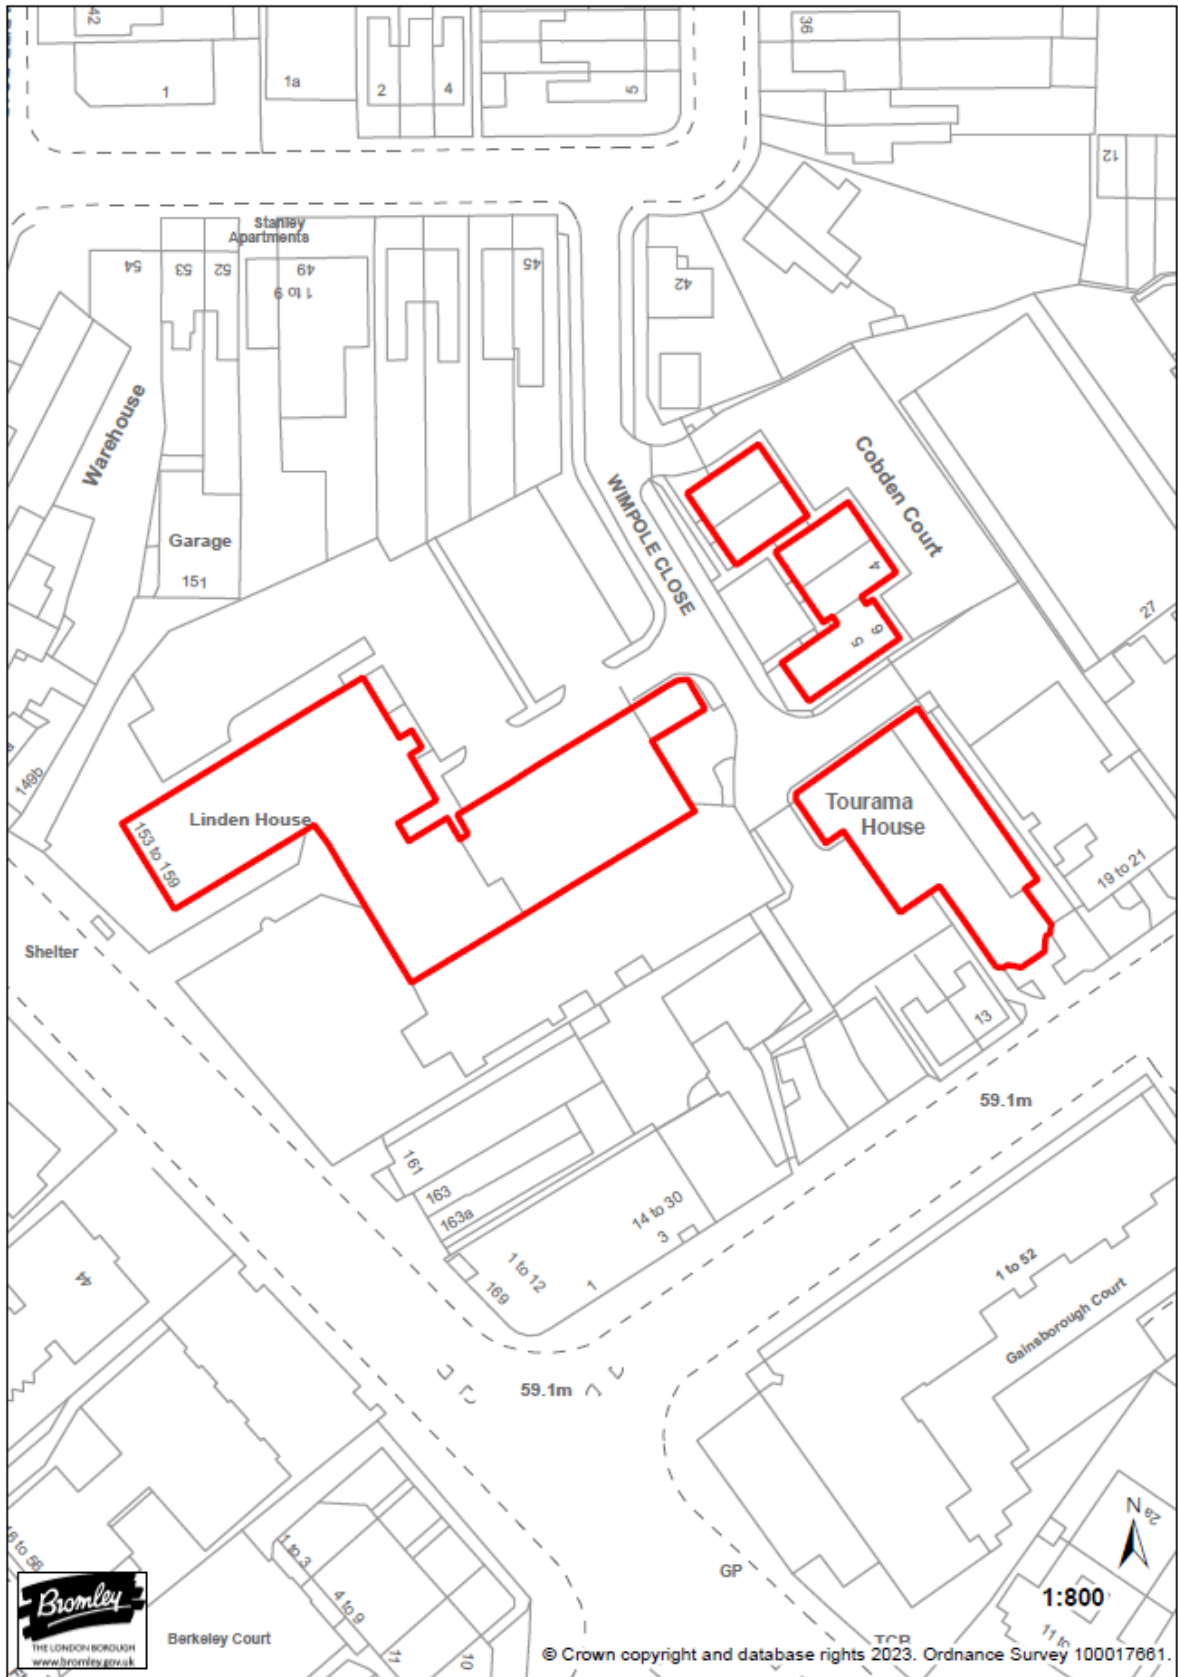 42
36
1
1a
2
4
5
12
Stanley
Apartments
54
53
52
49
1 to 9
45
42
Warehouse
Cobden Court
WIMPOLE CLOSE
Garage
151
4
6
5
27
149b
Linden House
153 to 159
Tourama
House
19 to 21
Shelter
13
59.1m
161
163
163a
14 to 30
3
1 to 12
1
169
44
1 to 52
Gainsborough Court
59.1m
N
2a
1:800
GP
1 to 3
4 to 9
11
10
Berkeley Court
TCB
Bromley
THE LONDON BOROUGH
www.bromley.gov.uk
© Crown copyright and database rights 2023. Ordnance Survey 100017661.